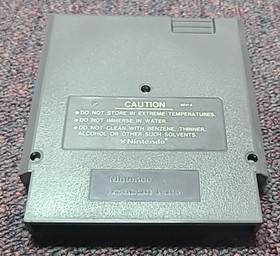 CAUTION
REV-A
●DO NOT STORE IN EXTREME TEMPERATURES.
●DO NOT IMMERSE IN WATER.
●DO NOT CLEAN WITH BENZENE, THINNER,
ALCOHOL OR OTHER SUCH SOLVENTS.
Nintendo®
Nintendo